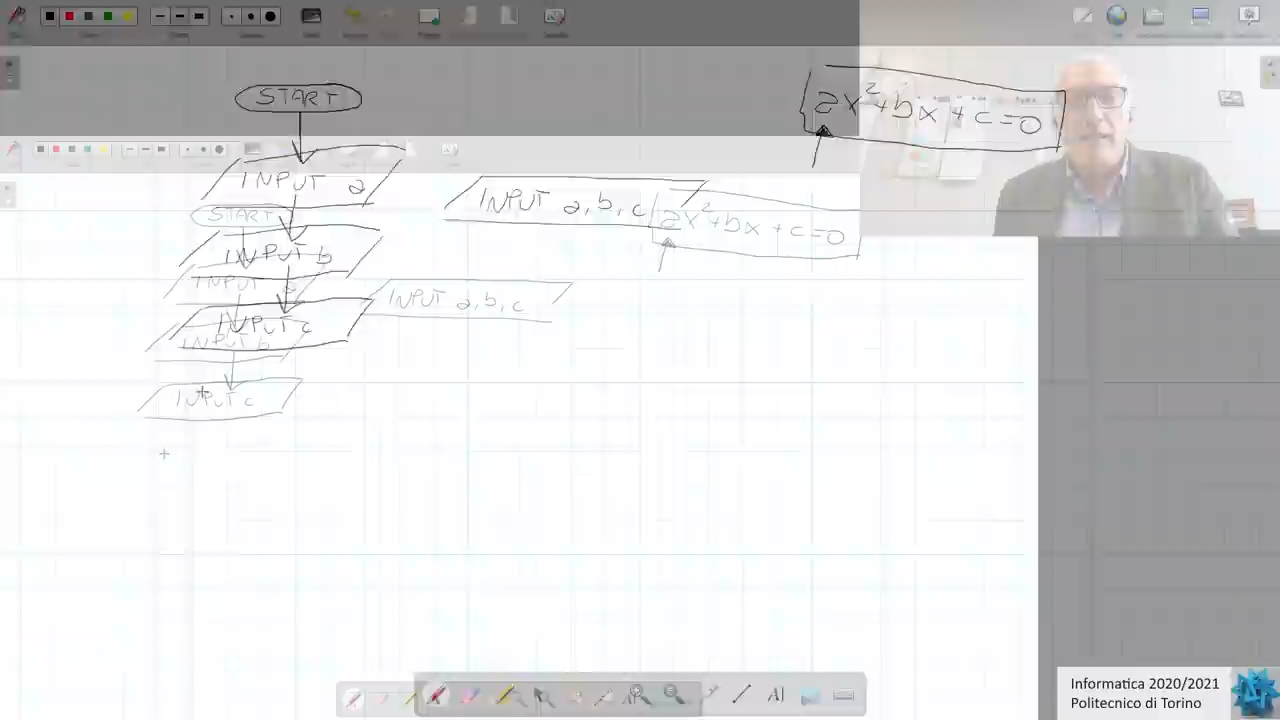 START
ax²+bx+c=0
INPUT a
INPUT a, b, c
START
ax²+bx+c=0
INPUT b
INPUT a
INPUT a, b, c
INPUT c
INPUT b
INPUT c
Informatica 2020/2021
Politecnico di Torino